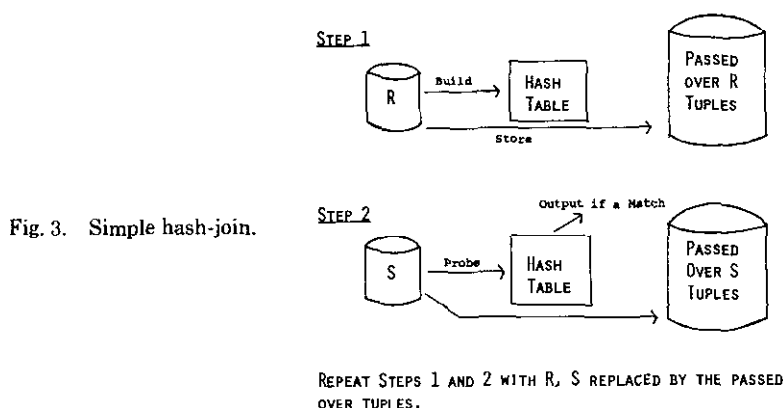 STEP 1
R
Build
HASH
TABLE
Store
PASSED
OVER R
TUPLES
Fig. 3. Simple hash-join.
STEP 2
Output if a Match
S
Probe
HASH
TABLE
PASSED
OVER S
TUPLES
REPEAT STEPS 1 AND 2 WITH R, S REPLACED BY THE PASSED
OVER TUPLES.